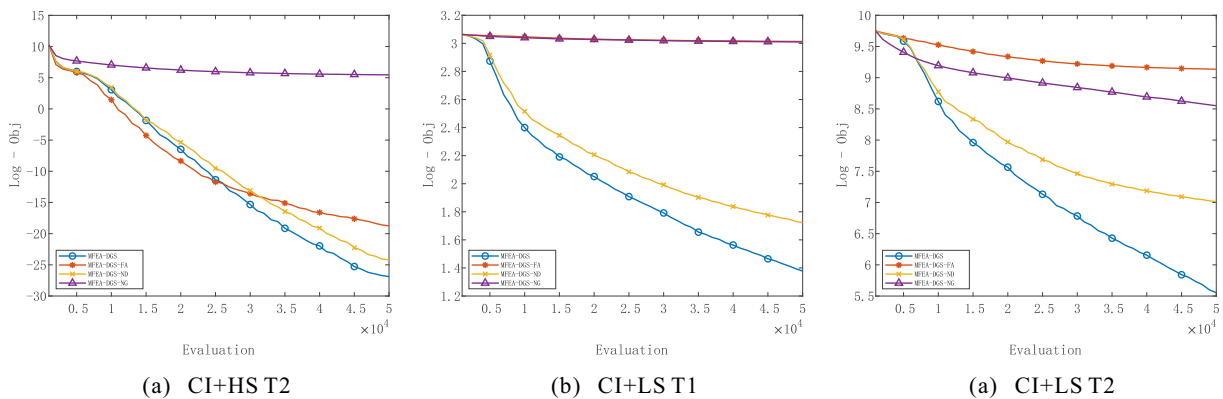 15
10
5
0
-5
-10
-15
-20
-25
-30
Log - Obj
MFEA-DGS
MFEA-DGS-FA
MFEA-DGS-ND
MFEA-DGS-NG
0.5 1 1.5 2 2.5 3 3.5 4 4.5 5
×10^4
Evaluation
(a) CI+HS T2
3.2
3
2.8
2.6
2.4
2.2
2
1.8
1.6
1.4
1.2
Log - Obj
MFEA-DGS
MFEA-DGS-FA
MFEA-DGS-ND
MFEA-DGS-NG
0.5 1 1.5 2 2.5 3 3.5 4 4.5 5
×10^4
Evaluation
(b) CI+LS T1
10
9.5
9
8.5
8
7.5
7
6.5
6
5.5
Log - Obj
MFEA-DGS
MFEA-DGS-FA
MFEA-DGS-ND
MFEA-DGS-NG
0.5 1 1.5 2 2.5 3 3.5 4 4.5 5
×10^4
Evaluation
(a) CI+LS T2